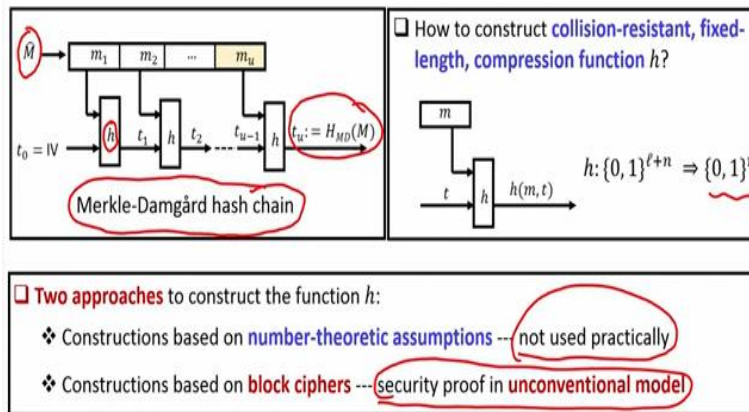 M̂
m₁ m₂ ... m_u
t₀ = IV h t₁ h t₂ t_{u−1} h t_u := H_{MD}(M)
Merkle-Damgård hash chain
How to construct collision-resistant, fixed-
length, compression function h?
m
t h h(m, t)
h: {0, 1}^{ℓ+n} ⇒ {0, 1}
Two approaches to construct the function h:
Constructions based on number-theoretic assumptions --- not used practically
Constructions based on block ciphers --- security proof in unconventional model